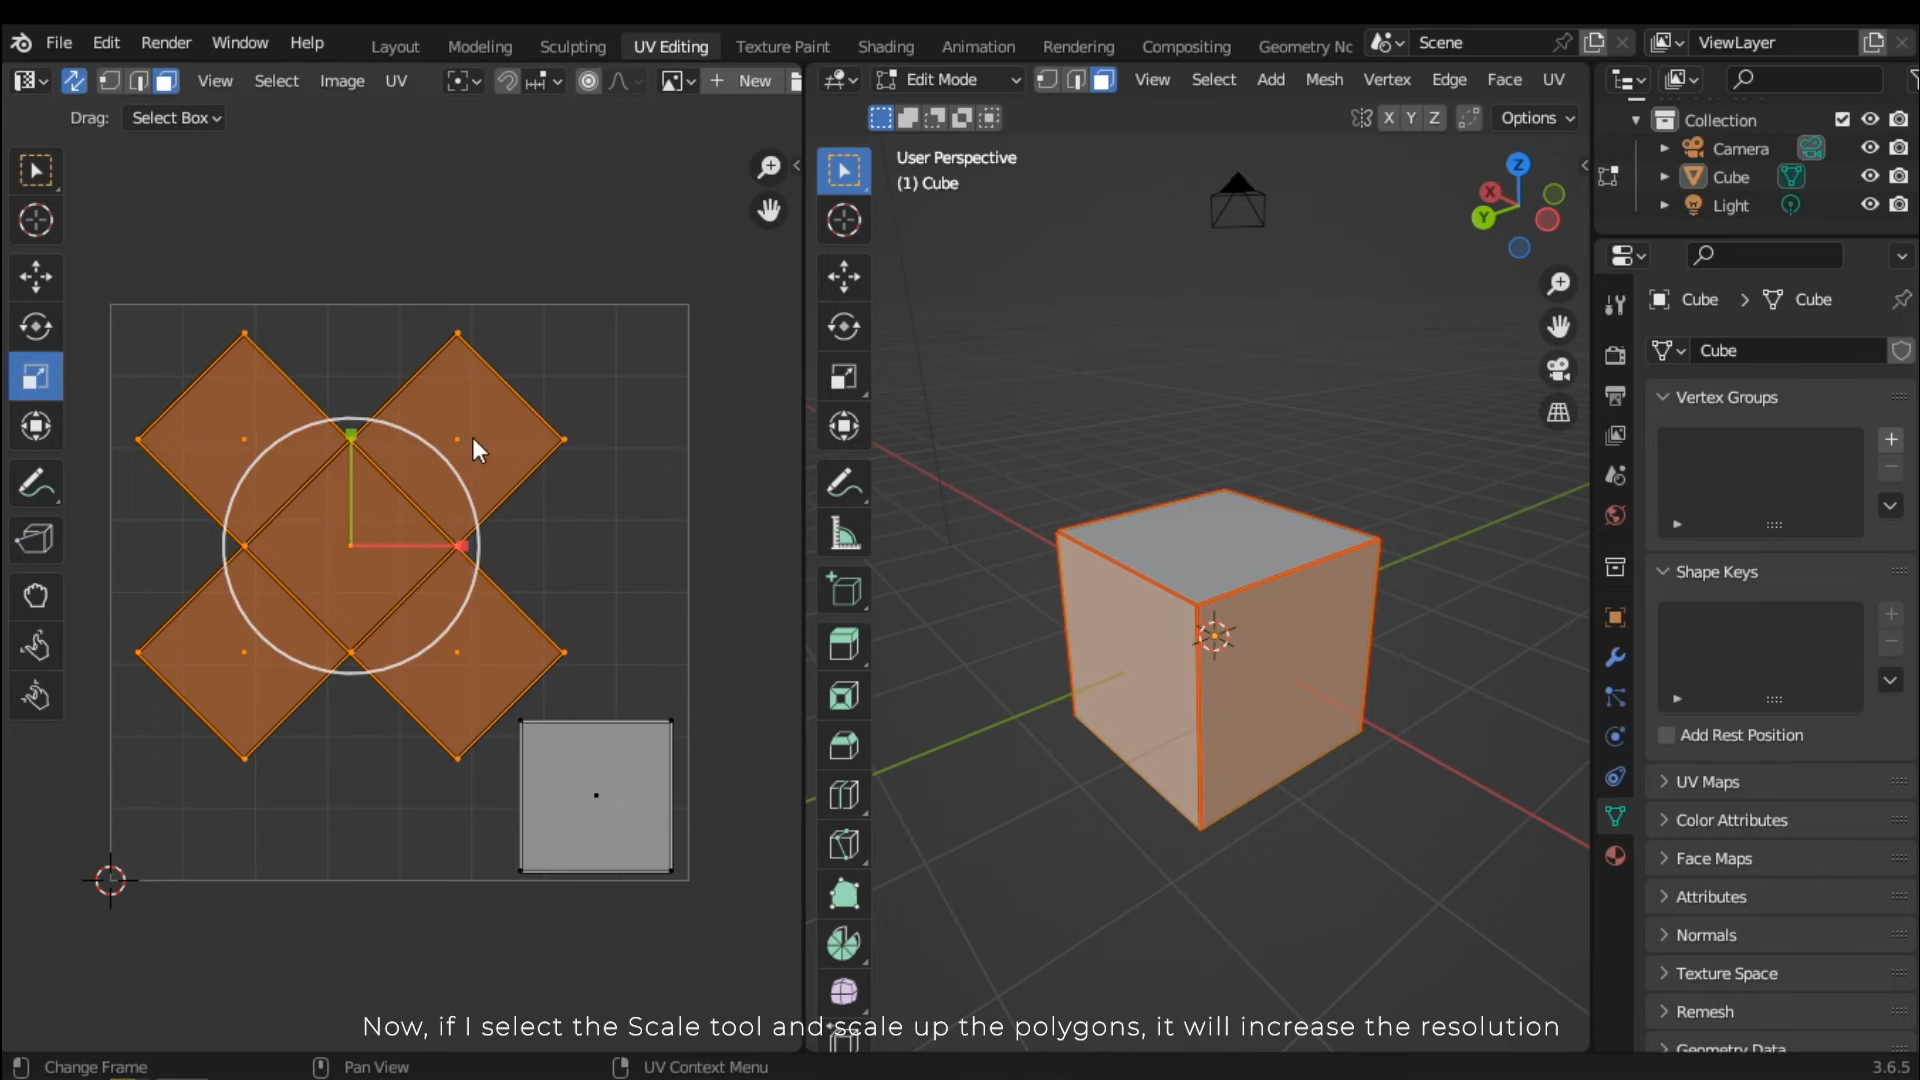 File Edit Render Window Help Layout Modeling Sculpting UV Editing Texture Paint Shading Animation Rendering Compositing Geometry Nc Scene ViewLayer
View Select Image UV New Edit Mode View Select Add Mesh Vertex Edge Face UV
Drag: Select Box X Y Z Options
User Perspective
(1) Cube
Z
X
Y
Collection
Camera
Cube
Light
Cube > Cube
Cube
Vertex Groups
Shape Keys
Add Rest Position
UV Maps
Color Attributes
Face Maps
Attributes
Normals
Texture Space
Remesh
Geometry Data
Now, if I select the Scale tool and scale up the polygons, it will increase the resolution
Change Frame Pan View UV Context Menu 3.6.5